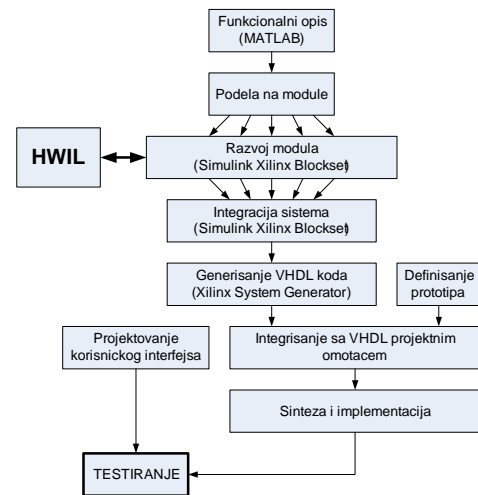 Funkcionalni opis
(MATLAB)
Podela na module
HWIL
Razvoj modula
(Simulink Xilinx Blockset)
Integracija sistema
(Simulink Xilinx Blockset)
Generisanje VHDL koda
(Xilinx System Generator)
Definisanje
prototipa
Projektovanje
korisnickog interfejsa
Integrisanje sa VHDL projektnim
omotacem
Sinteza i implementacija
TESTIRANJE